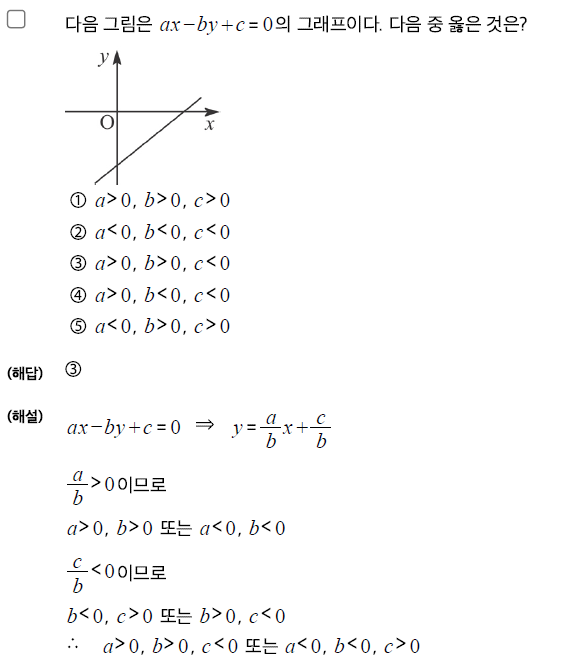 다음 그림은 ax−by+c=0의 그래프이다. 다음 중 옳은 것은?
y
O
x
① a>0, b>0, c>0
② a<0, b<0, c<0
③ a>0, b>0, c<0
④ a>0, b<0, c<0
⑤ a<0, b>0, c>0
(해답) ③
(해설) ax−by+c=0 ⇒ y=a/b x+c/b
a/b>0이므로
a>0, b>0 또는 a<0, b<0
c/b<0이므로
b<0, c>0 또는 b>0, c<0
∴ a>0, b>0, c<0 또는 a<0, b<0, c>0